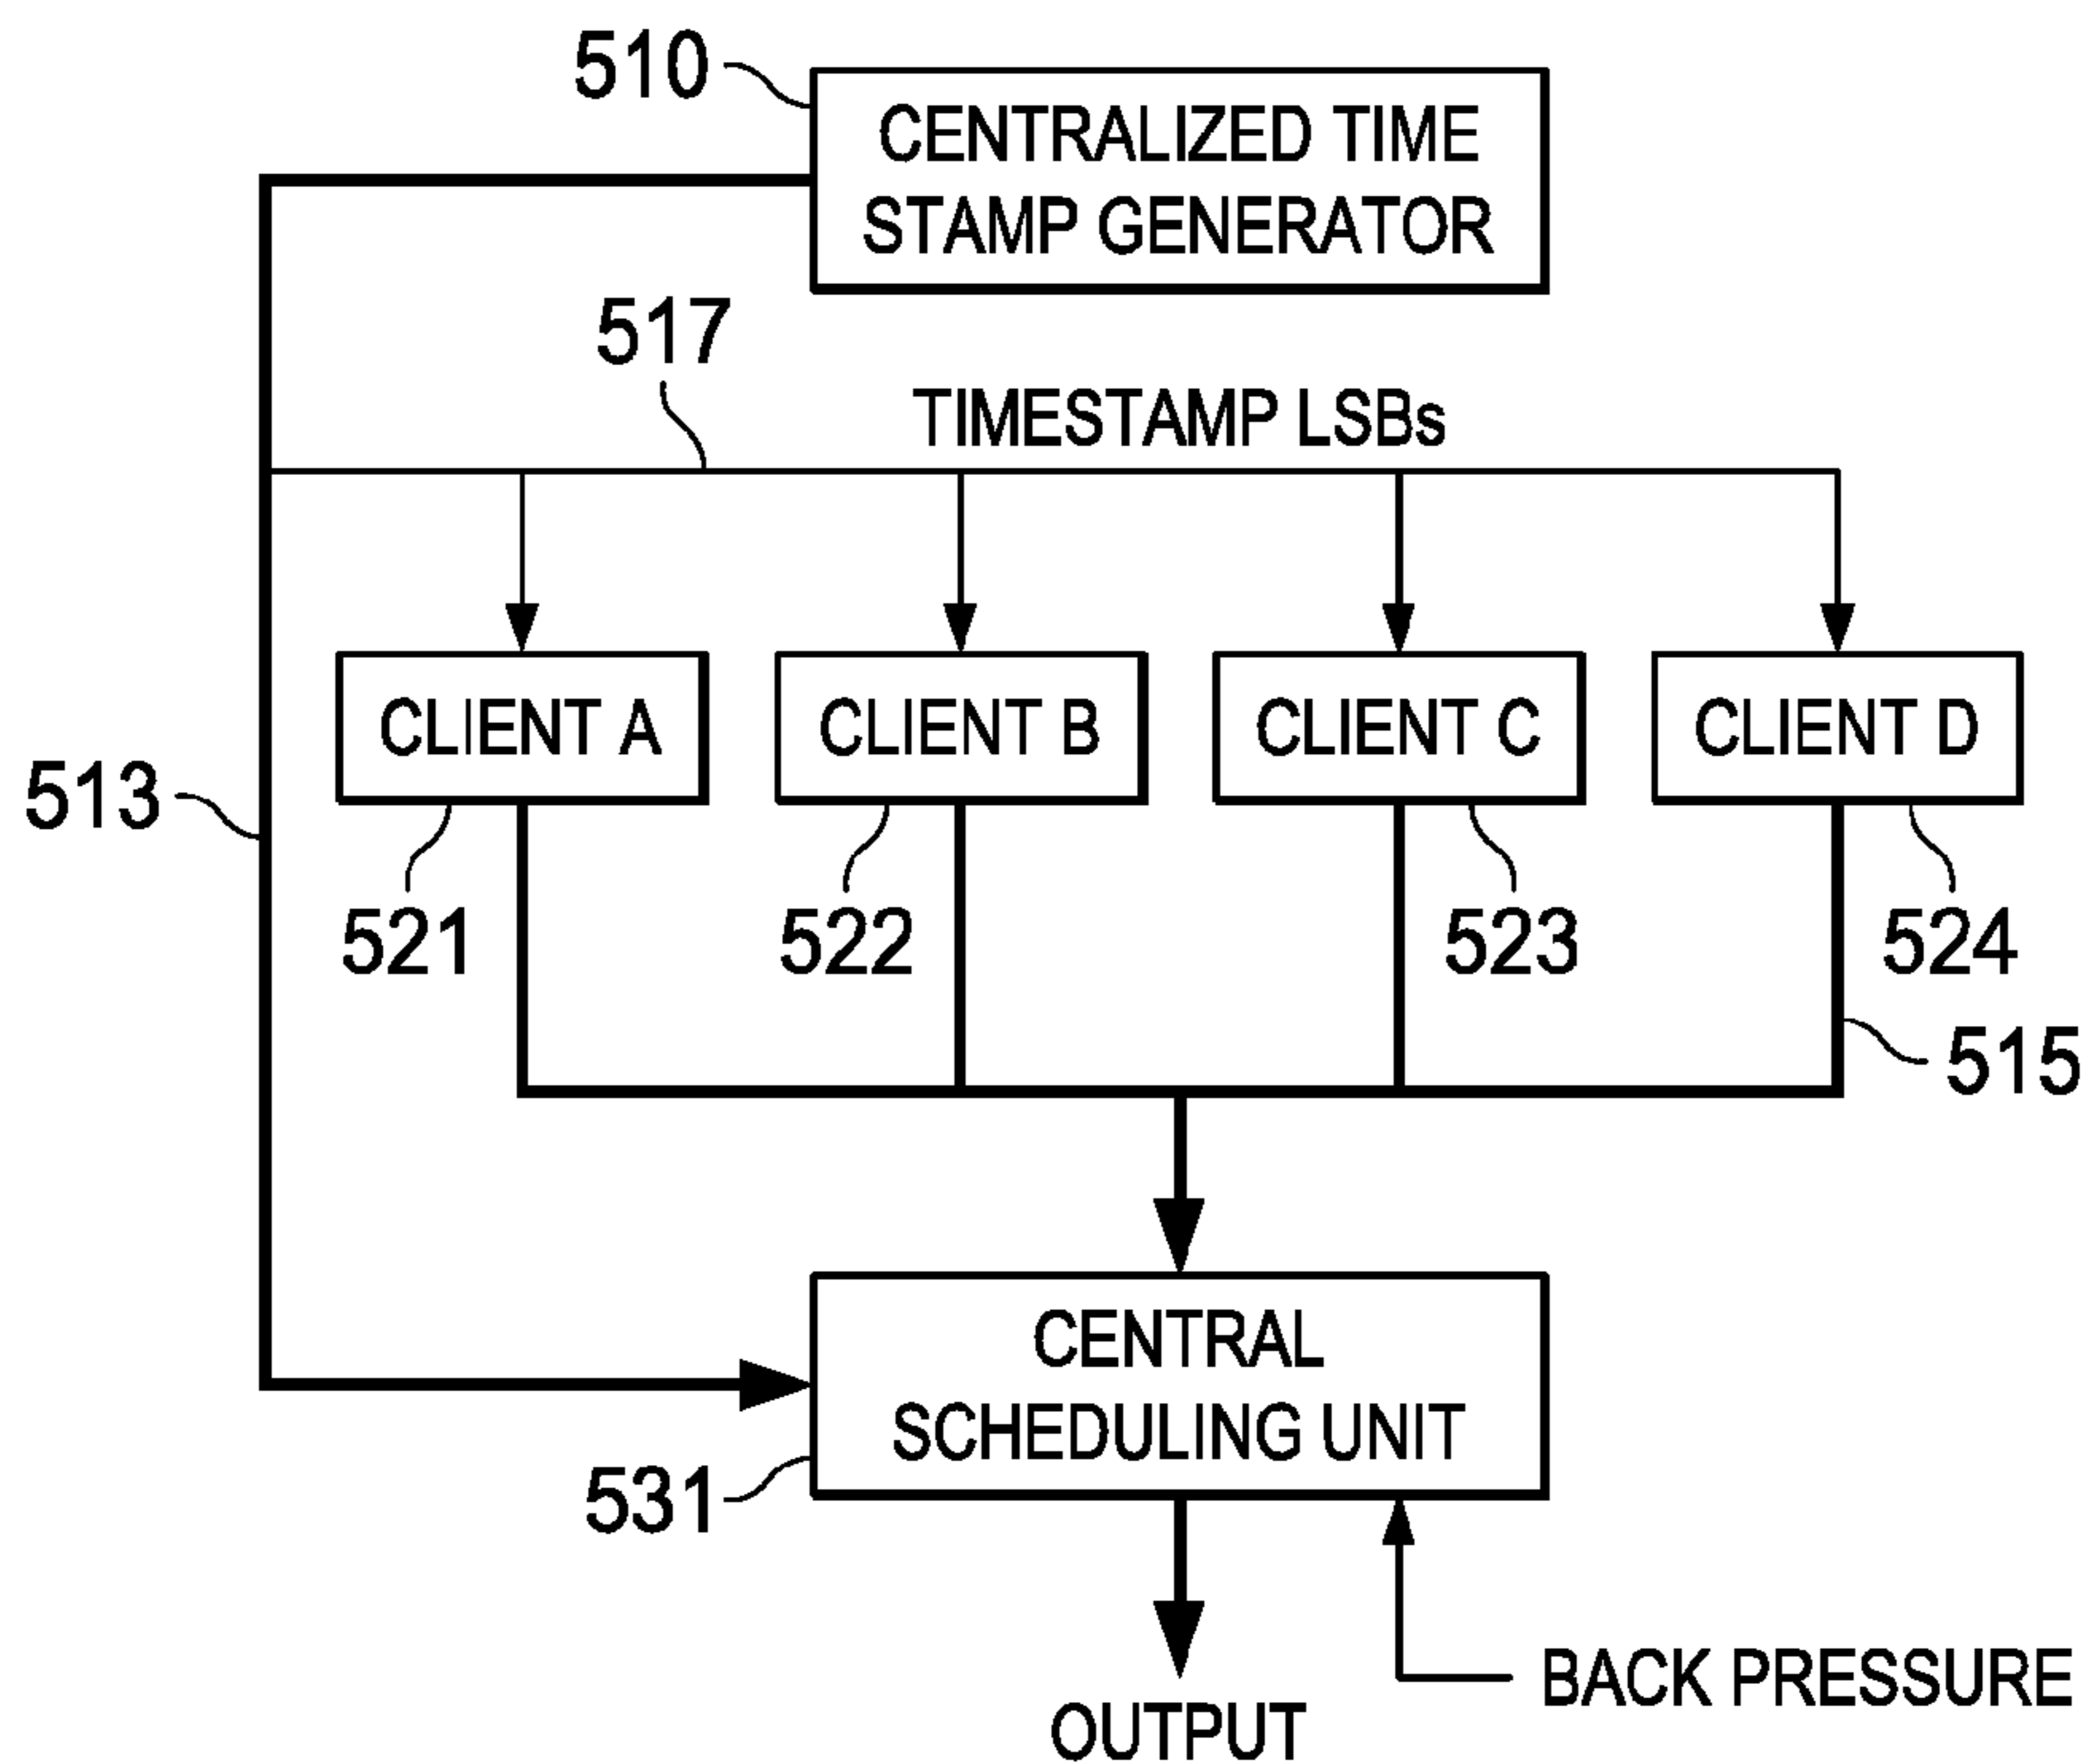 510
CENTRALIZED TIME
STAMP GENERATOR
517
TIMESTAMP LSBs
CLIENT A
CLIENT B
CLIENT C
CLIENT D
513
521
522
523
524
515
CENTRAL
SCHEDULING UNIT
531
BACK PRESSURE
OUTPUT